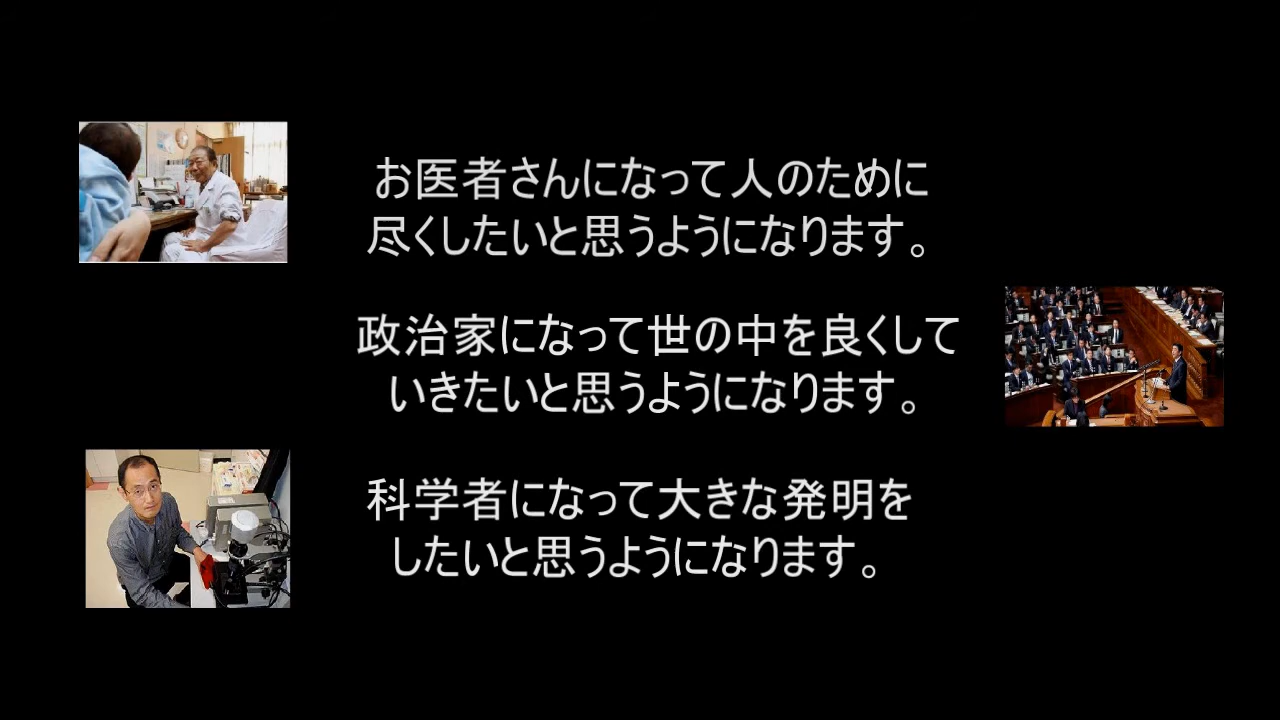 お医者さんになって人のために
尽くしたいと思うようになります。
政治家になって世の中を良くして
いきたいと思うようになります。
科学者になって大きな発明を
したいと思うようになります。